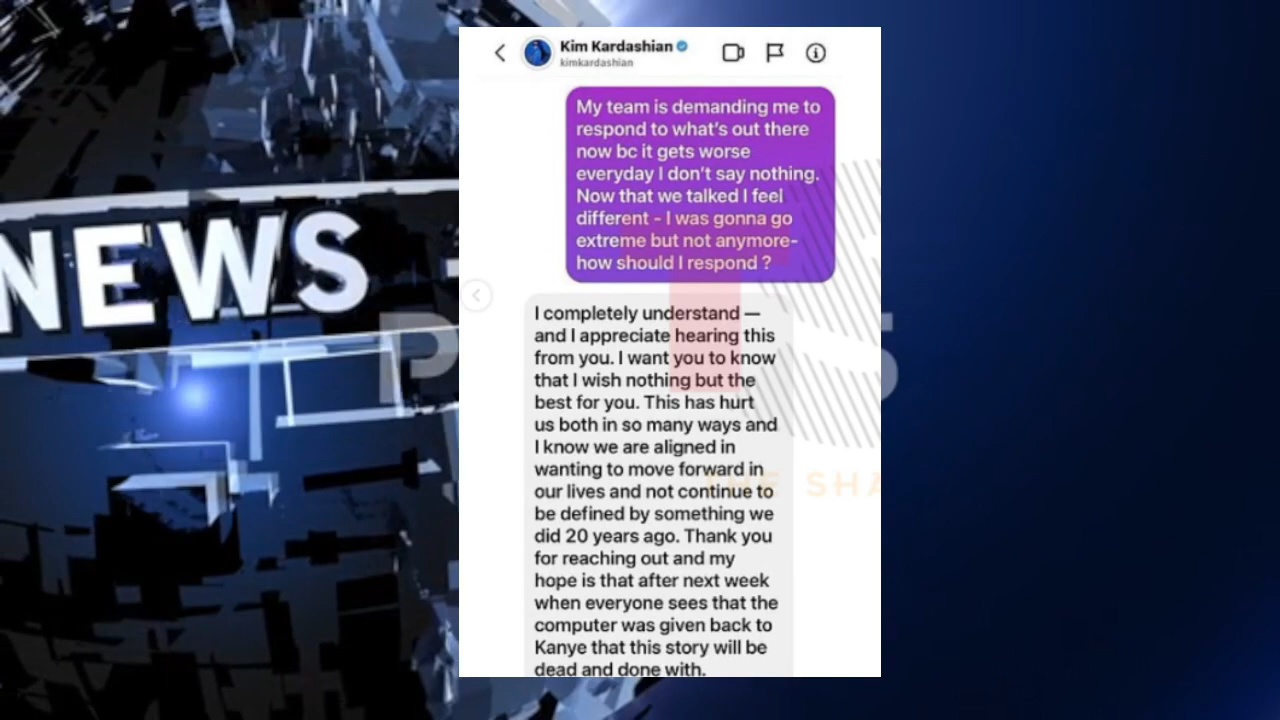 NEWS
Kim Kardashian
kimkardashian
My team is demanding me to
respond to what's out there
now bc it gets worse
everyday I don't say nothing.
Now that we talked I feel
different - I was gonna go
extreme but not anymore-
how should I respond ?
I completely understand —
and I appreciate hearing this
from you. I want you to know
that I wish nothing but the
best for you. This has hurt
us both in so many ways and
I know we are aligned in
wanting to move forward in
our lives and not continue to
be defined by something we
did 20 years ago. Thank you
for reaching out and my
hope is that after next week
when everyone sees that the
computer was given back to
Kanye that this story will be
dead and done with.
THE SHA